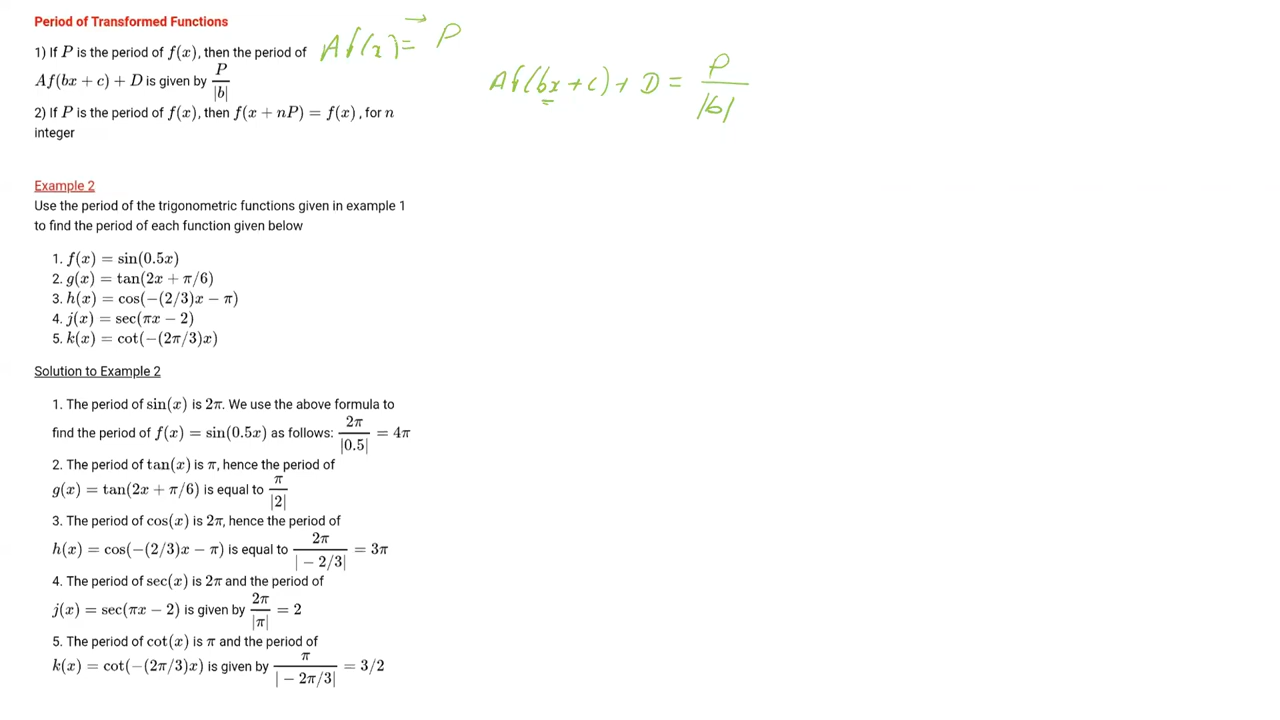 Period of Transformed Functions
1) If P is the period of f(x), then the period of
Af(bx + c) + D is given by P/|b|
2) If P is the period of f(x), then f(x + nP) = f(x), for n
integer
Af(x) = → P
Af(bx + c) + D = P/|b|
Example 2
Use the period of the trigonometric functions given in example 1
to find the period of each function given below
1. f(x) = sin(0.5x)
2. g(x) = tan(2x + π/6)
3. h(x) = cos(−(2/3)x − π)
4. j(x) = sec(πx − 2)
5. k(x) = cot(−(2π/3)x)
Solution to Example 2
1. The period of sin(x) is 2π. We use the above formula to
find the period of f(x) = sin(0.5x) as follows: 2π/|0.5| = 4π
2. The period of tan(x) is π, hence the period of
g(x) = tan(2x + π/6) is equal to π/|2|
3. The period of cos(x) is 2π, hence the period of
h(x) = cos(−(2/3)x − π) is equal to 2π/|−2/3| = 3π
4. The period of sec(x) is 2π and the period of
j(x) = sec(πx − 2) is given by 2π/|π| = 2
5. The period of cot(x) is π and the period of
k(x) = cot(−(2π/3)x) is given by π/|−2π/3| = 3/2